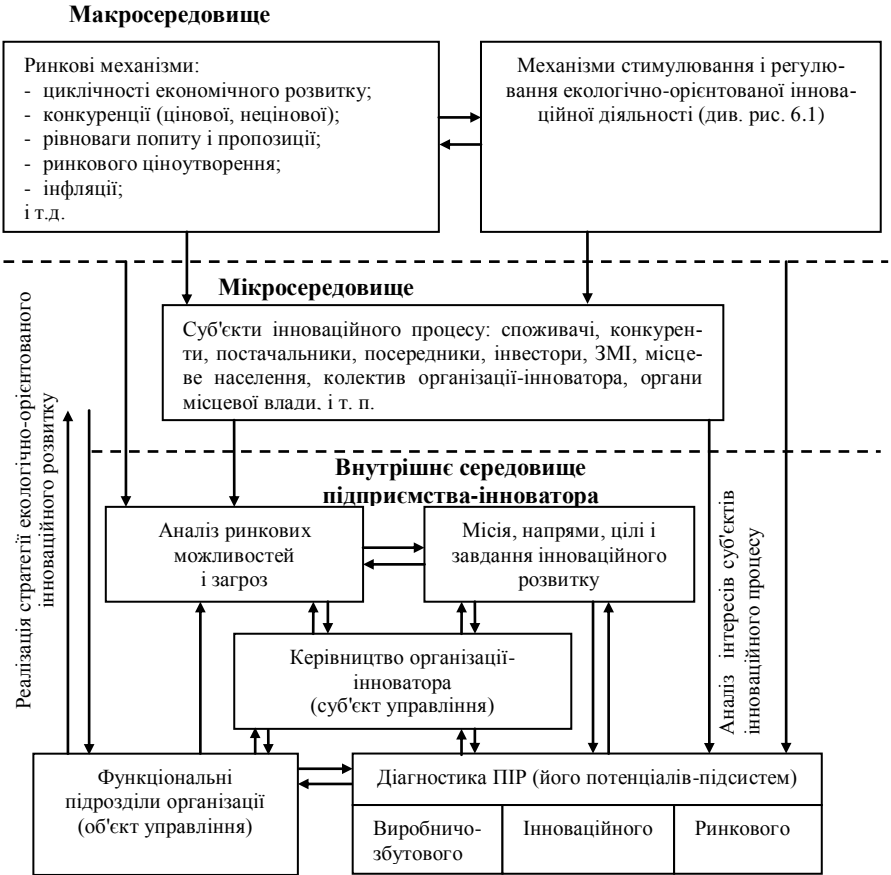 Макросередовище
Ринкові механізми:
- циклічності економічного розвитку;
- конкуренції (цінової, нецінової);
- рівноваги попиту і пропозиції;
- ринкового ціноутворення;
- інфляції;
і т.д.
Механізми стимулювання і регулю-
вання екологічно-орієнтованої іннова-
ційної діяльності (див. рис. 6.1)
Мікросередовище
Суб'єкти інноваційного процесу: споживачі, конкурен-
ти, постачальники, посередники, інвестори, ЗМІ, місце-
ве населення, колектив організації-інноватора, органи
місцевої влади, і т. п.
Реалізація стратегії екологічно-орієнтованого
інноваційного розвитку
Внутрішнє середовище
підприємства-інноватора
Аналіз ринкових
можливостей
і загроз
Місія, напрями, цілі і
завдання інноваційного
розвитку
Аналіз інтересів суб'єктів
інноваційного процесу
Керівництво організації-
інноватора
(суб'єкт управління)
Функціональні
підрозділи організації
(об'єкт управління)
Діагностика ПІР (його потенціалів-підсистем)
Виробничо-
збутового
Інноваційного
Ринкового